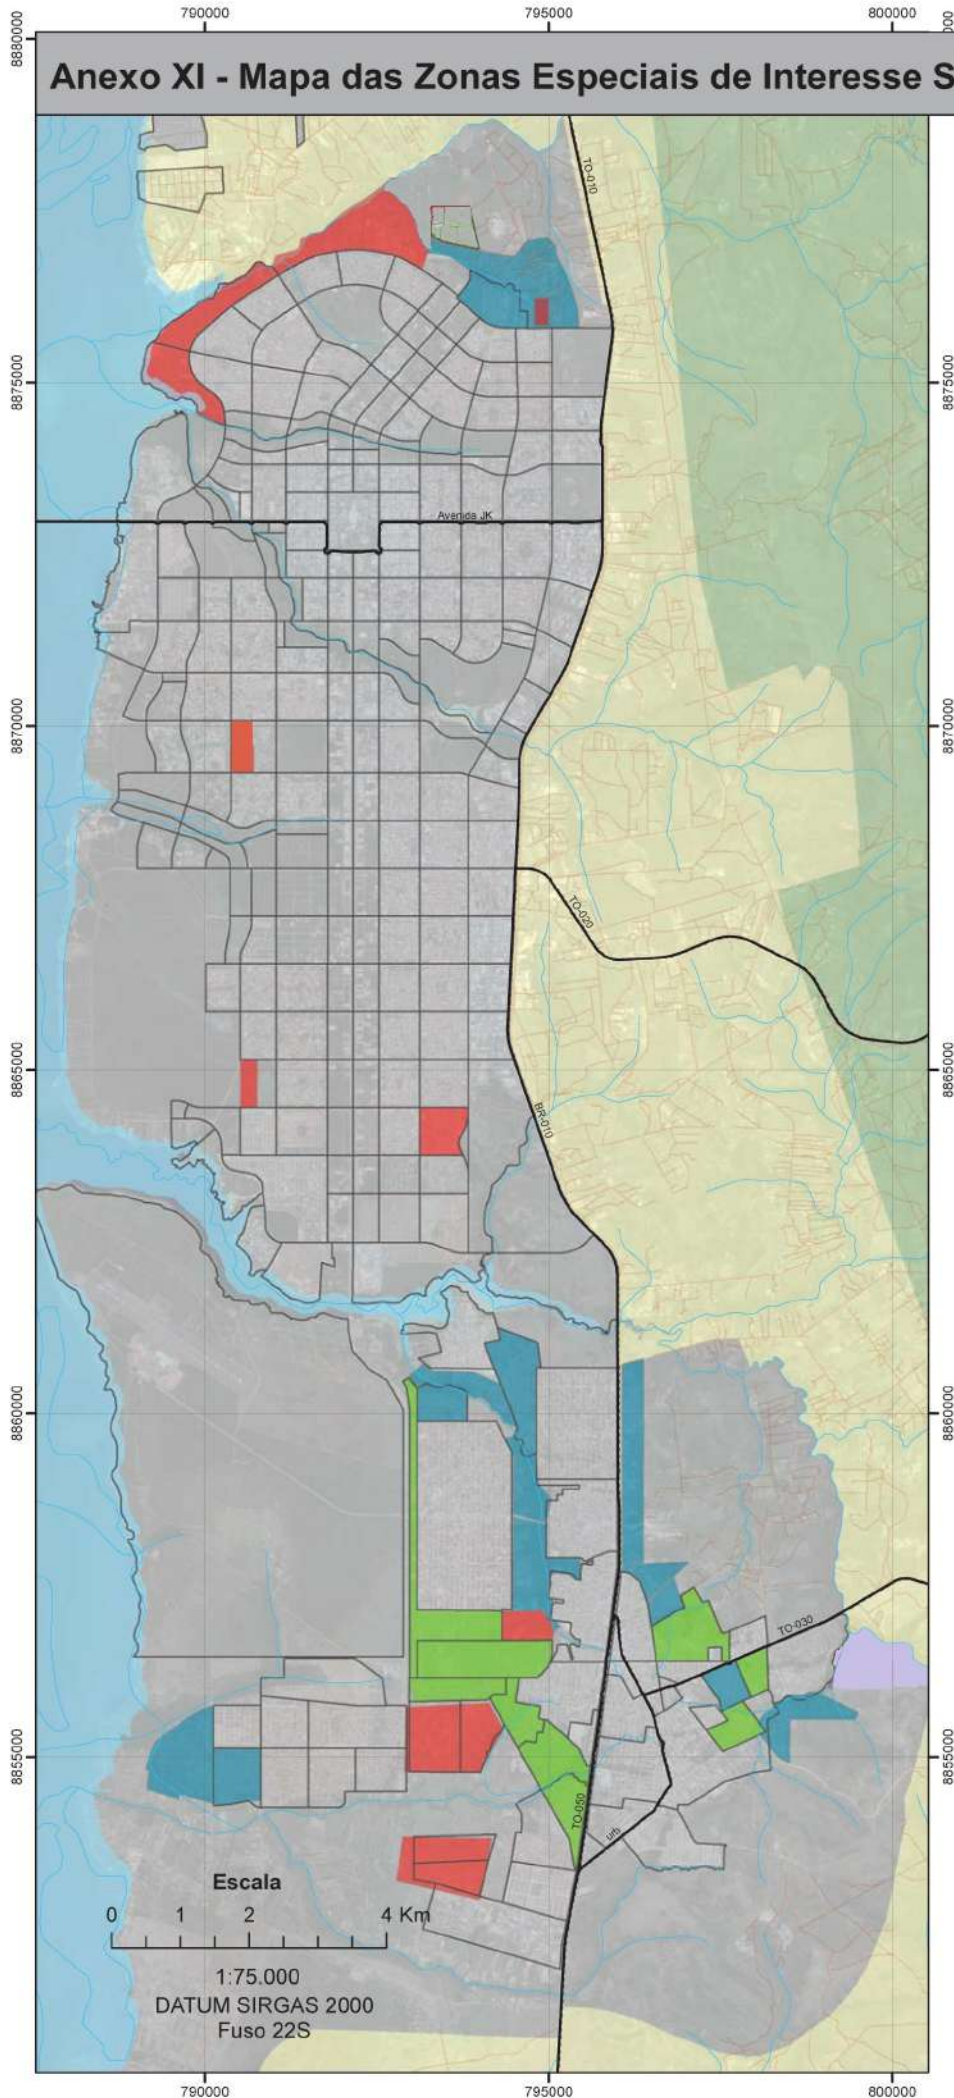 790000 795000 800000
8880000
Anexo XI - Mapa das Zonas Especiais de Interesse S
TO-010
8875000 8875000
Avenida JK
8870000 8870000
TO-020
8865000 8865000
BR-010
8860000 8860000
TO-030
8855000 8855000
TO-050
urb
Escala
0 1 2 4 Km
1:75.000
DATUM SIRGAS 2000
Fuso 22S
790000 795000 800000